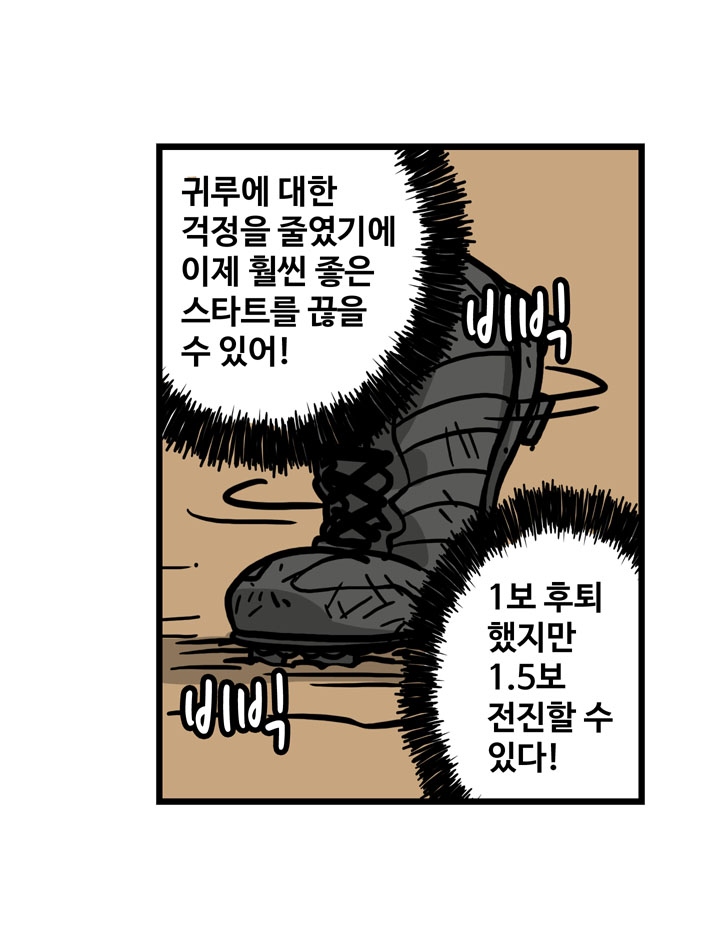 귀루에 대한
걱정을 줄였기에
이제 훨씬 좋은
스타트를 끊을
수 있어!
비빅
1보 후퇴
했지만
1.5보
전진할 수
있다!
비빅